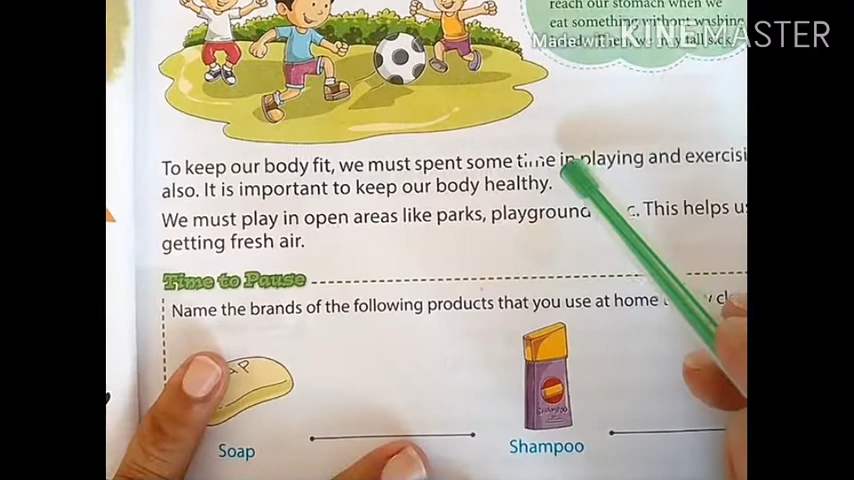 reach our stomach when we
eat something without washing
Made with KINEMASTER
To keep our body fit, we must spent some time in playing and
also. It is important to keep our body healthy.
We must play in open areas like parks, playground This helps
getting fresh air.
Time to Pause
Name the brands of the following products that you use at home
SHAMPOO
Soap
Shampoo